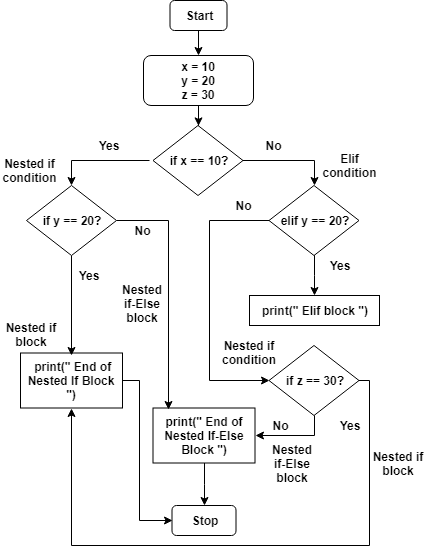 Start
x = 10
y = 20
z = 30
Yes
if x == 10?
No
Nested if
condition
Elif
condition
if y == 20?
No
No
elif y == 20?
Yes
Yes
Nested
if-Else
block
print(" Elif block ")
Nested if
block
Nested if
condition
print(" End of
Nested If Block
")
if z == 30?
print(" End of
Nested If-Else
Block ")
No
Yes
Nested
if-Else
block
Nested if
block
Stop